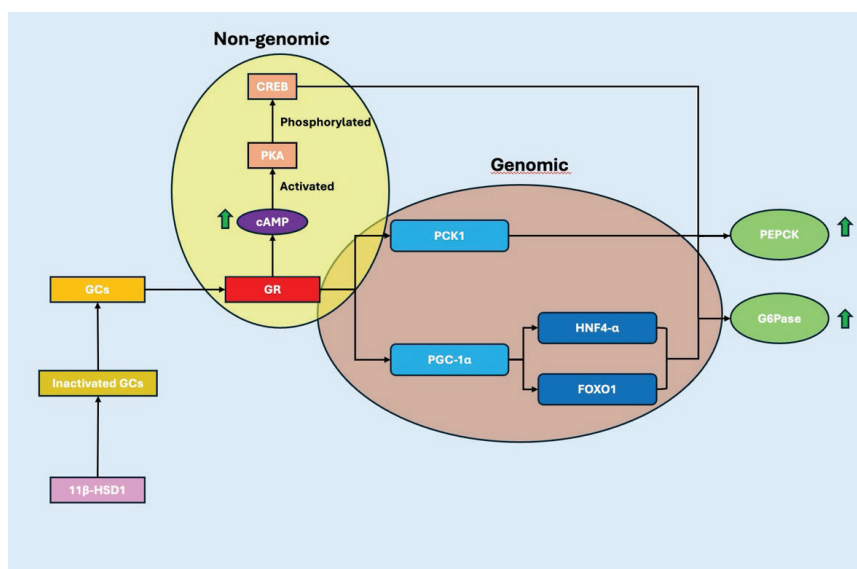 Non-genomic
CREB
Phosphorylated
PKA
Genomic
Activated
cAMP
PCK1
PEPCK
GCs
GR
HNF4-α
G6Pase
PGC-1α
Inactivated GCs
FOXO1
11β-HSD1